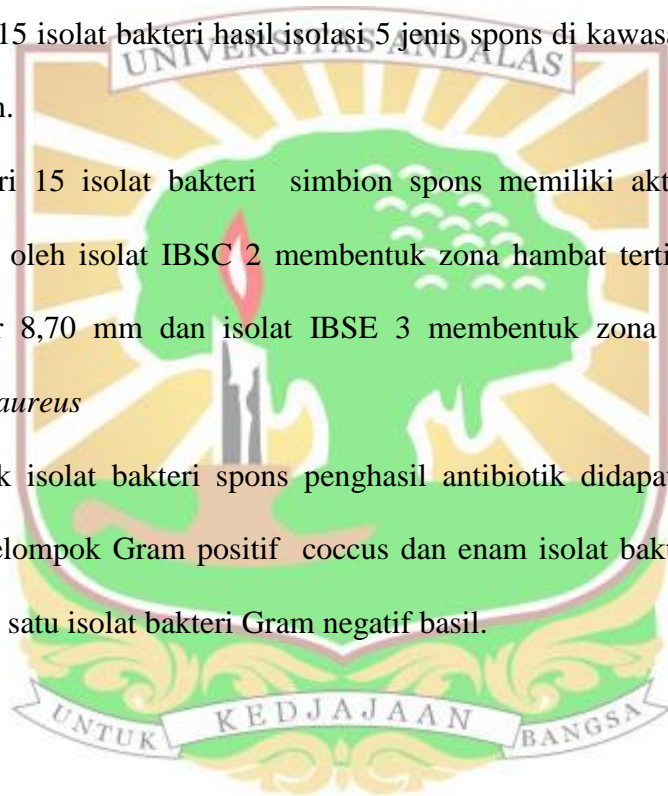 15 isolat bakteri hasil isolasi 5 jenis spons di kawasa
UNIVERSITAS ANDALAS
n.
ri 15 isolat bakteri simbion spons memiliki akt
oleh isolat IBSC 2 membentuk zona hambat terti
r 8,70 mm dan isolat IBSE 3 membentuk zona
aureus
k isolat bakteri spons penghasil antibiotik didapat
elompok Gram positif coccus dan enam isolat bakt
satu isolat bakteri Gram negatif basil.
UNTUK KEDJAJAAN BANGSA